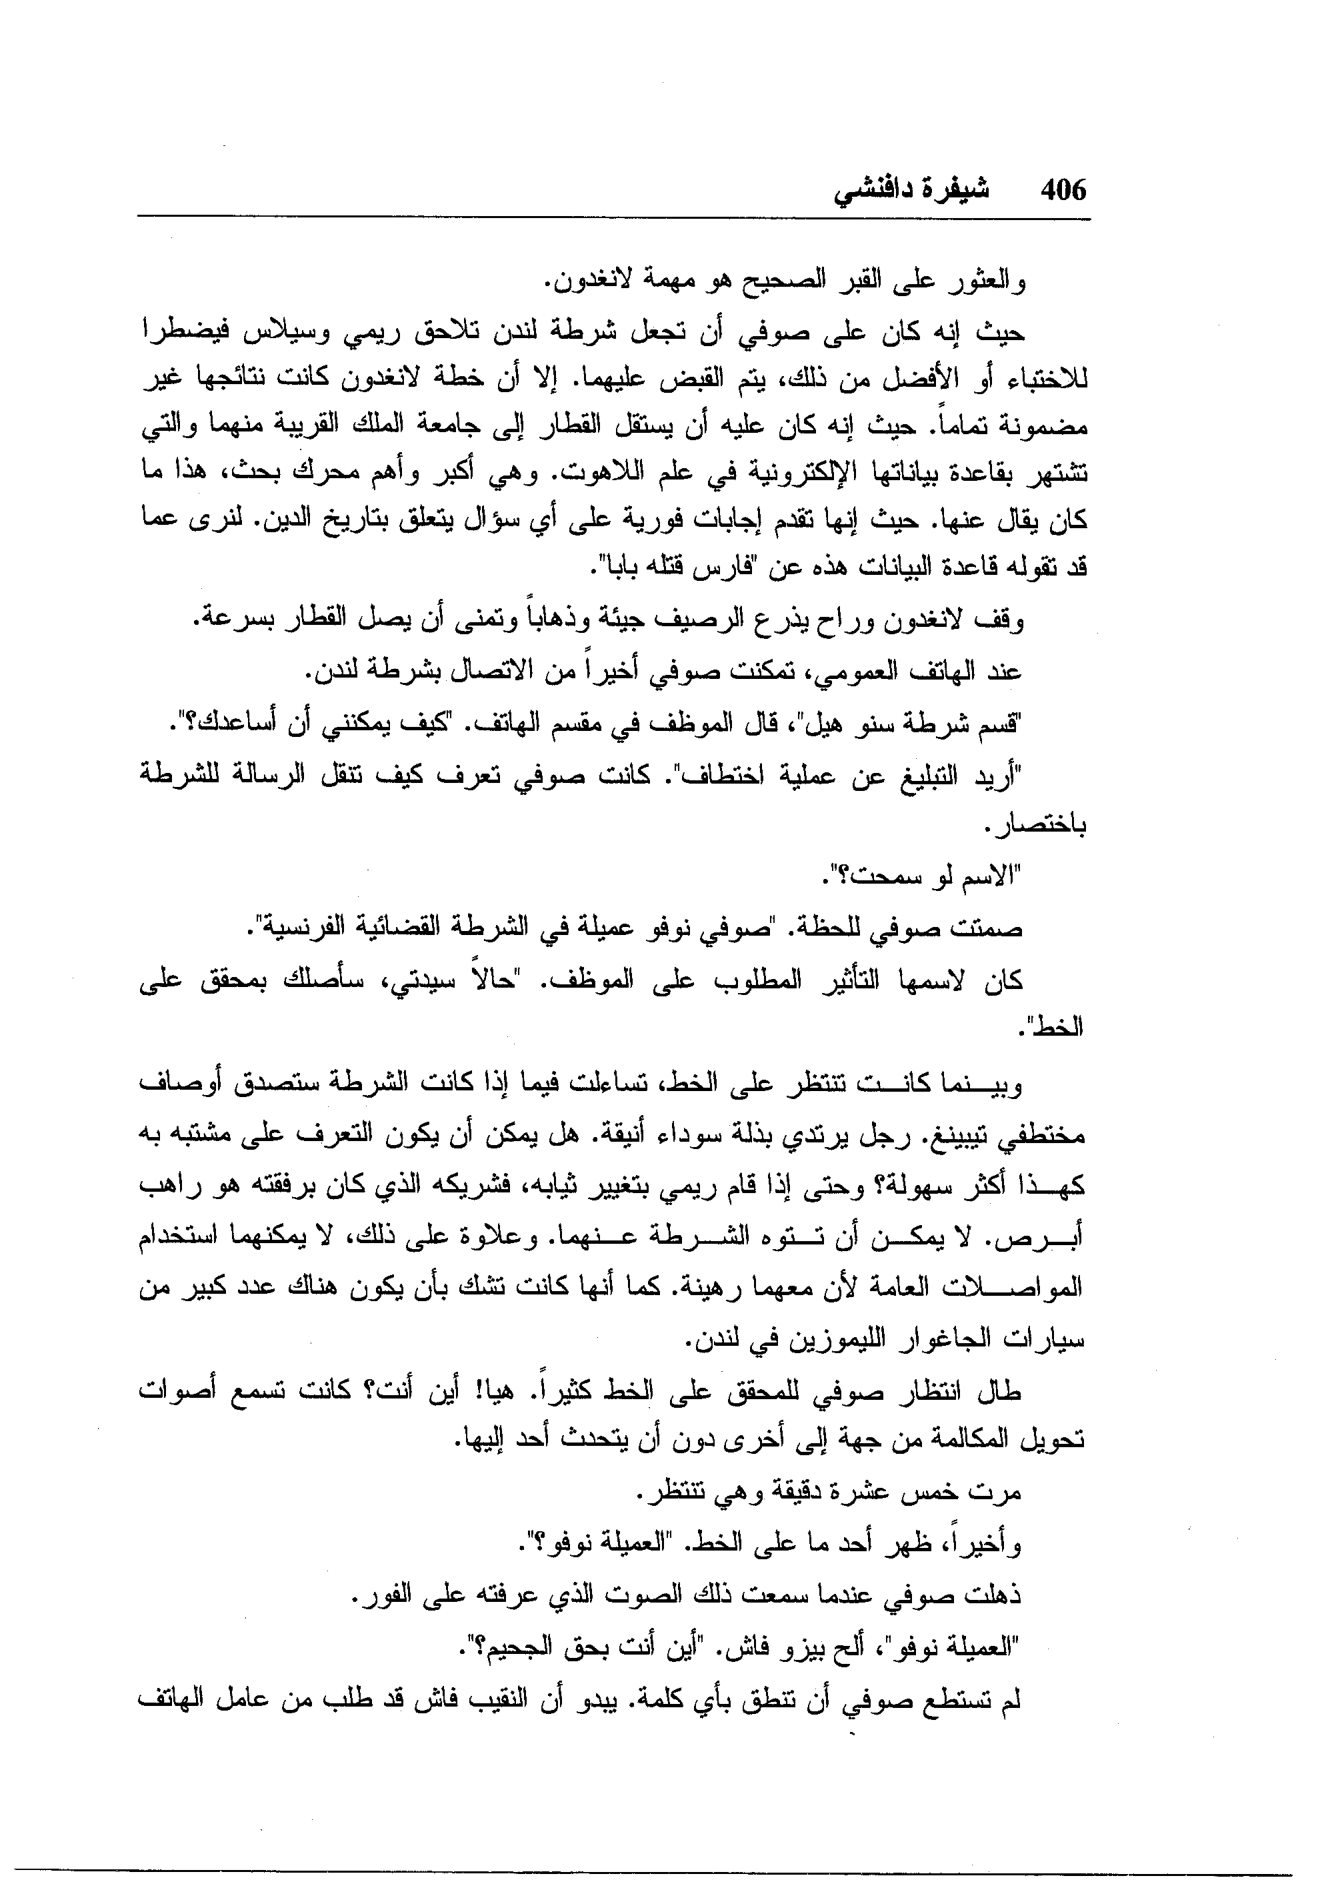 406 شيفرة دافنشي
والعثور على القبر الصحيح هو مهمة لانغدون.
حيث إنه كان على صوفي أن تجعل شرطة لندن تلاحق ريمي وسيلاس فيضطرا
للاختباء أو الأفضل من ذلك، يتم القبض عليهما. إلا أن خطة لانغدون كانت نتائجها غير
مضمونة تماماً. حيث إنه كان عليه أن يستقل القطار إلى جامعة الملك القريبة منهما والتي
تشتهر بقاعدة بياناتها الإلكترونية في علم اللاهوت. وهي أكبر وأهم محرك بحث، هذا ما
كان يقال عنها. حيث إنها تقدم إجابات فورية على أي سؤال يتعلق بتاريخ الدين. لنرى عما
قد تقوله قاعدة البيانات هذه عن "فارس قتله بابا".
وقف لانغدون وراح يذرع الرصيف جيئة وذهاباً وتمنى أن يصل القطار بسرعة.
عند الهاتف العمومي، تمكنت صوفي أخيراً من الاتصال بشرطة لندن.
"قسم شرطة سنو هيل"، قال الموظف في مقسم الهاتف. "كيف يمكنني أن أساعدك؟".
"أريد التبليغ عن عملية اختطاف". كانت صوفي تعرف كيف تنقل الرسالة للشرطة
باختصار.
"الاسم لو سمحت؟".
صمتت صوفي للحظة. "صوفي نوفو عميلة في الشرطة القضائية الفرنسية".
كان لاسمها التأثير المطلوب على الموظف. "حالاً سيدتي، سأصلك بمحقق على
الخط".
وبينما كانت تنتظر على الخط، تساءلت فيما إذا كانت الشرطة ستصدق أوصاف
مختطفي تيبينغ. رجل يرتدي بذلة سوداء أنيقة. هل يمكن أن يكون التعرف على مشتبه به
كهذا أكثر سهولة؟ وحتى إذا قام ريمي بتغيير ثيابه، فشريكه الذي كان برفقته هو راهب
أبرص. لا يمكن أن تتوه الشرطة عنهما. وعلاوة على ذلك، لا يمكنهما استخدام
المواصلات العامة لأن معهما رهينة. كما أنها كانت تشك بأن يكون هناك عدد كبير من
سيارات الجاغوار الليموزين في لندن.
طال انتظار صوفي للمحقق على الخط كثيراً. هيا! أين أنت؟ كانت تسمع أصوات
تحويل المكالمة من جهة إلى أخرى دون أن يتحدث أحد إليها.
مرت خمس عشرة دقيقة وهي تنتظر.
وأخيراً، ظهر أحد ما على الخط. "العميلة نوفو؟".
ذهلت صوفي عندما سمعت ذلك الصوت الذي عرفته على الفور.
"العميلة نوفو"، ألح بيزو فاش. "أين أنت بحق الجحيم؟".
لم تستطع صوفي أن تنطق بأي كلمة. يبدو أن النقيب فاش قد طلب من عامل الهاتف